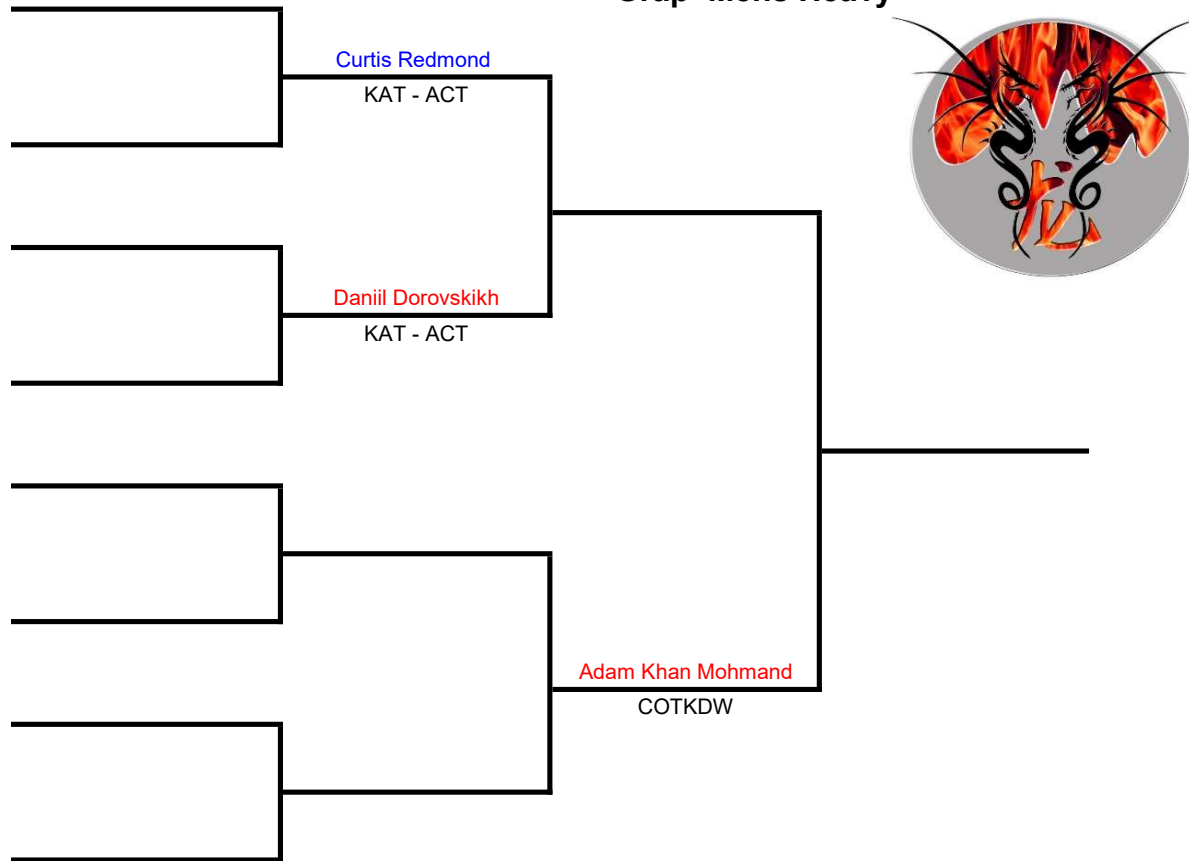 Curtis Redmond
KAT - ACT
Daniil Dorovskikh
KAT - ACT
Adam Khan Mohmand
COTKDW